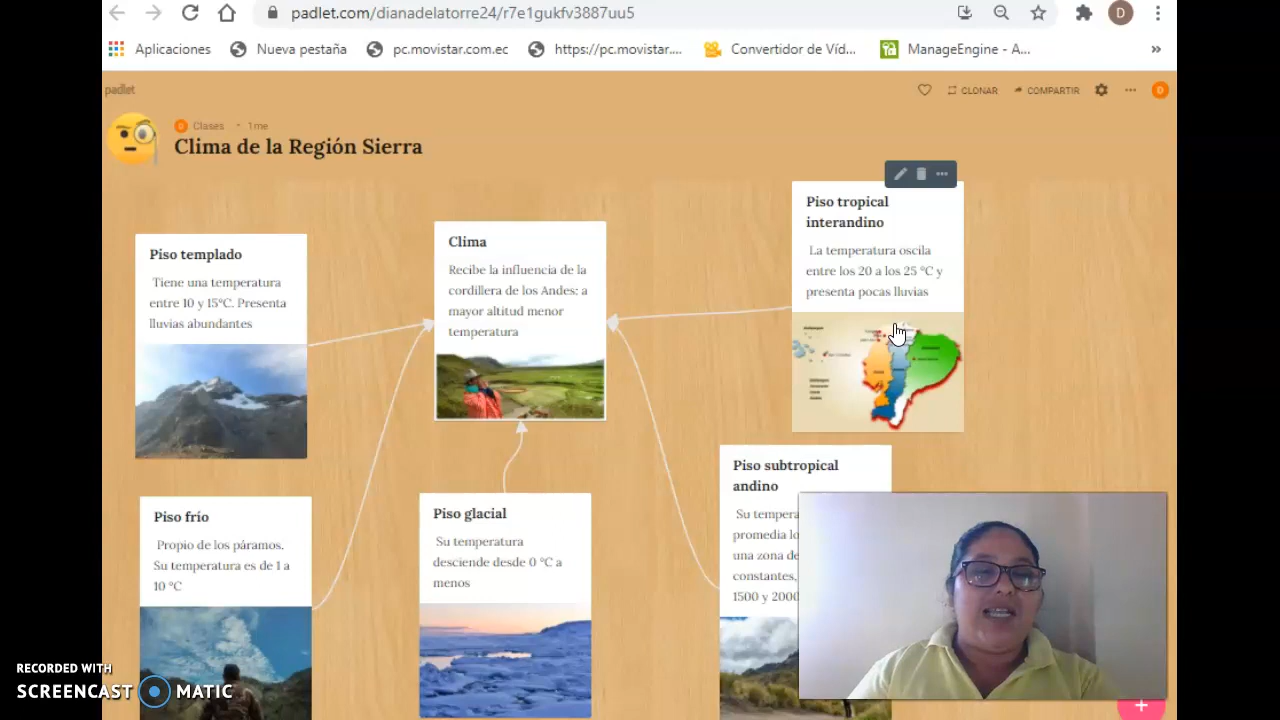 padlet.com/dianadelatorre24/r7e1gukfv3887uu5
D
Aplicaciones
Nueva pestaña
pc.movistar.com.ec
https://pc.movistar....
Convertidor de Víd...
ManageEngine - A...
»
padlet
CLONAR
COMPARTIR
Clases • 1me
Clima de la Región Sierra
Piso templado
Tiene una temperatura
entre 10 y 15°C. Presenta
lluvias abundantes
Clima
Recibe la influencia de la
cordillera de los Andes: a
mayor altitud menor
temperatura
Piso tropical
interandino
La temperatura oscila
entre los 20 a los 25 °C y
presenta pocas lluvias
Piso frío
Propio de los páramos.
Su temperatura es de 1 a
10 °C
Piso glacial
Su temperatura
desciende desde 0 °C a
menos
Piso subtropical
andino
Su tempera
promedia lo
una zona de
constantes,
1500 y 2000
RECORDED WITH
SCREENCAST MATIC